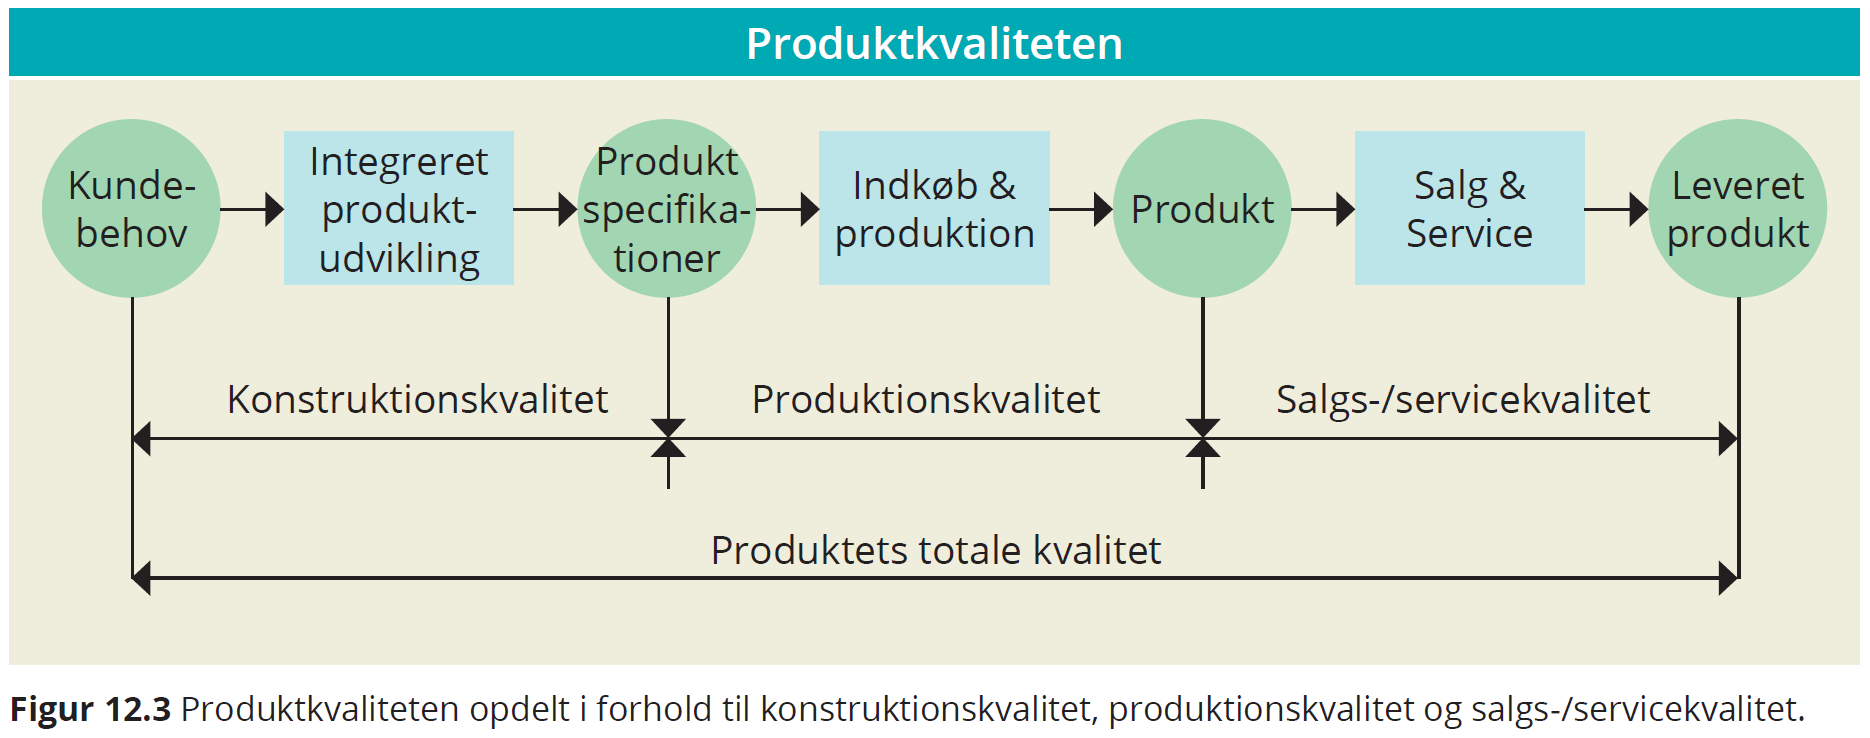 Produktkvaliteten
Kunde-
behov
Integreret
produkt-
udvikling
Produkt
specifika-
tioner
Indkøb &
produktion
Produkt
Salg &
Service
Leveret
produkt
Konstruktionskvalitet
Produktionskvalitet
Salgs-/servicekvalitet
Produktets totale kvalitet
Figur 12.3 Produktkvaliteten opdelt i forhold til konstruktionskvalitet, produktionskvalitet og salgs-/servicekvalitet.